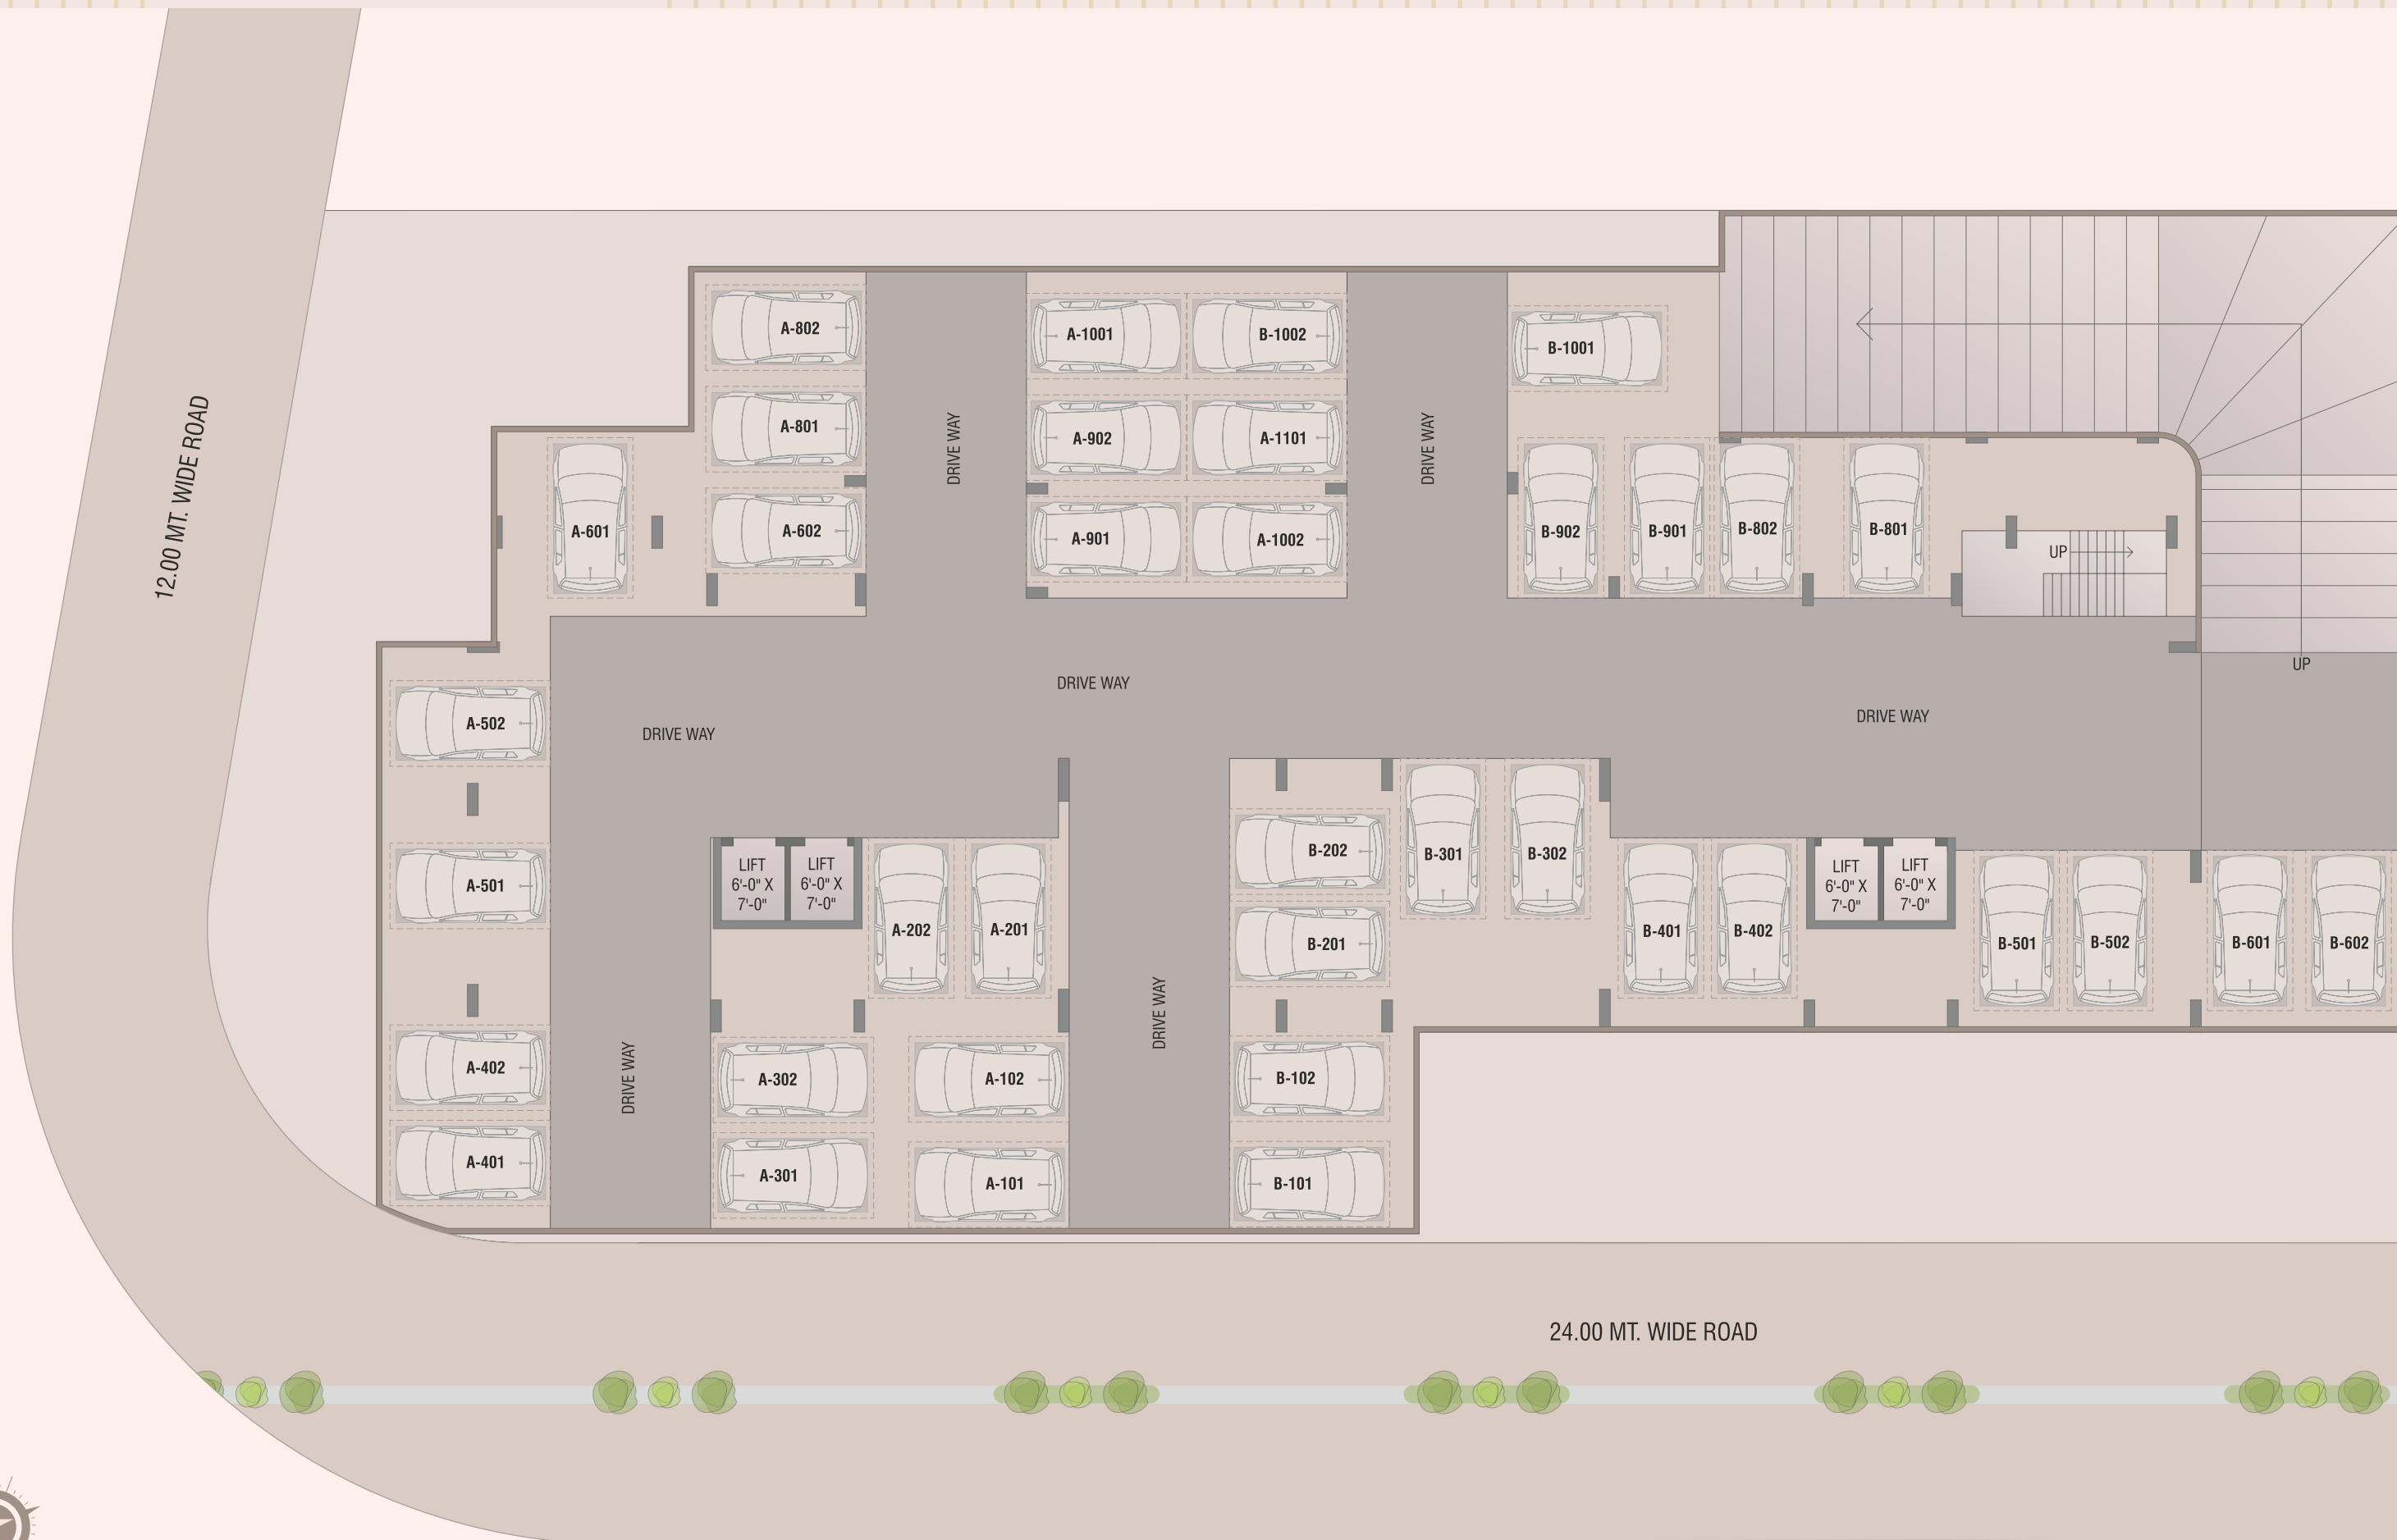 12.00 MT. WIDE ROAD
A-802
A-801
A-601
A-602
DRIVE WAY
A-1001
B-1002
A-902
A-1101
A-901
A-1002
DRIVE WAY
B-1001
B-902
B-901
B-802
B-801
UP
UP
DRIVE WAY
DRIVE WAY
DRIVE WAY
A-502
A-501
A-402
A-401
DRIVE WAY
LIFT
6'-0" X
7'-0"
LIFT
6'-0" X
7'-0"
A-202
A-201
A-302
A-102
A-301
A-101
DRIVE WAY
B-202
B-201
B-102
B-101
B-301
B-302
B-401
B-402
LIFT
6'-0" X
7'-0"
LIFT
6'-0" X
7'-0"
B-501
B-502
B-601
B-602
24.00 MT. WIDE ROAD